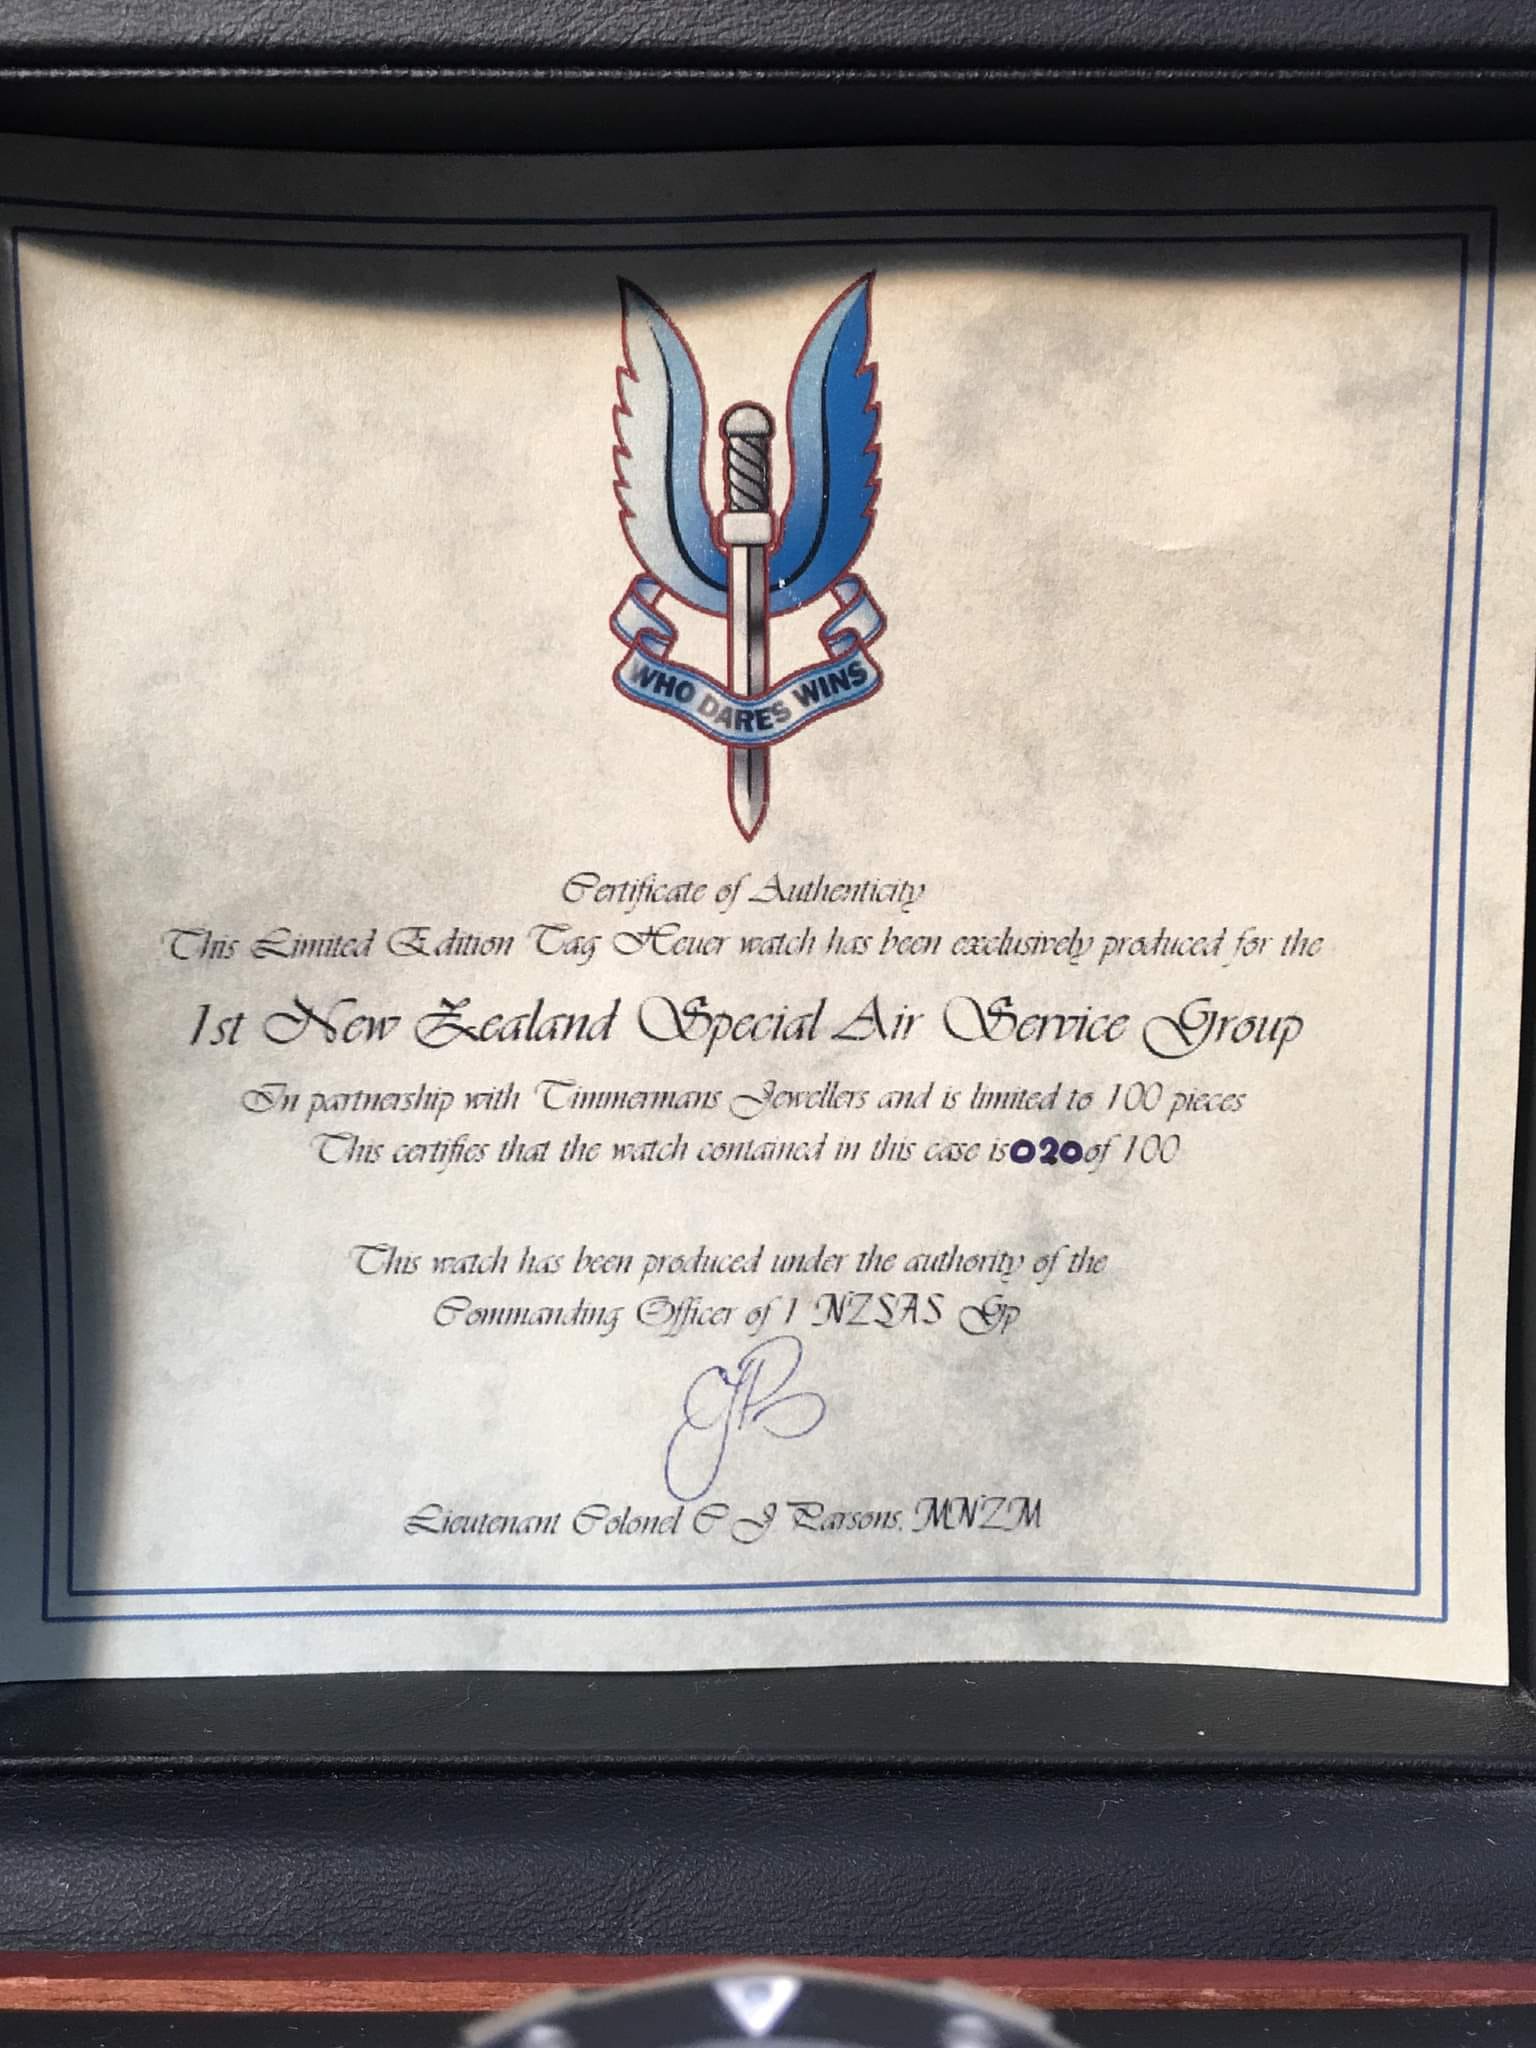 WHO DARES WINS
Certificate of Authenticity
This Limited Edition Tag Heuer watch has been exclusively produced for the
1st New Zealand Special Air Service Group
In partnership with Timmermans Jewellers and is limited to 100 pieces
This certifies that the watch contained in this case is 020 of 100
This watch has been produced under the authority of the
Commanding Officer of 1 NZSAS Gp
Lieutenant Colonel C J Parsons, MNZM